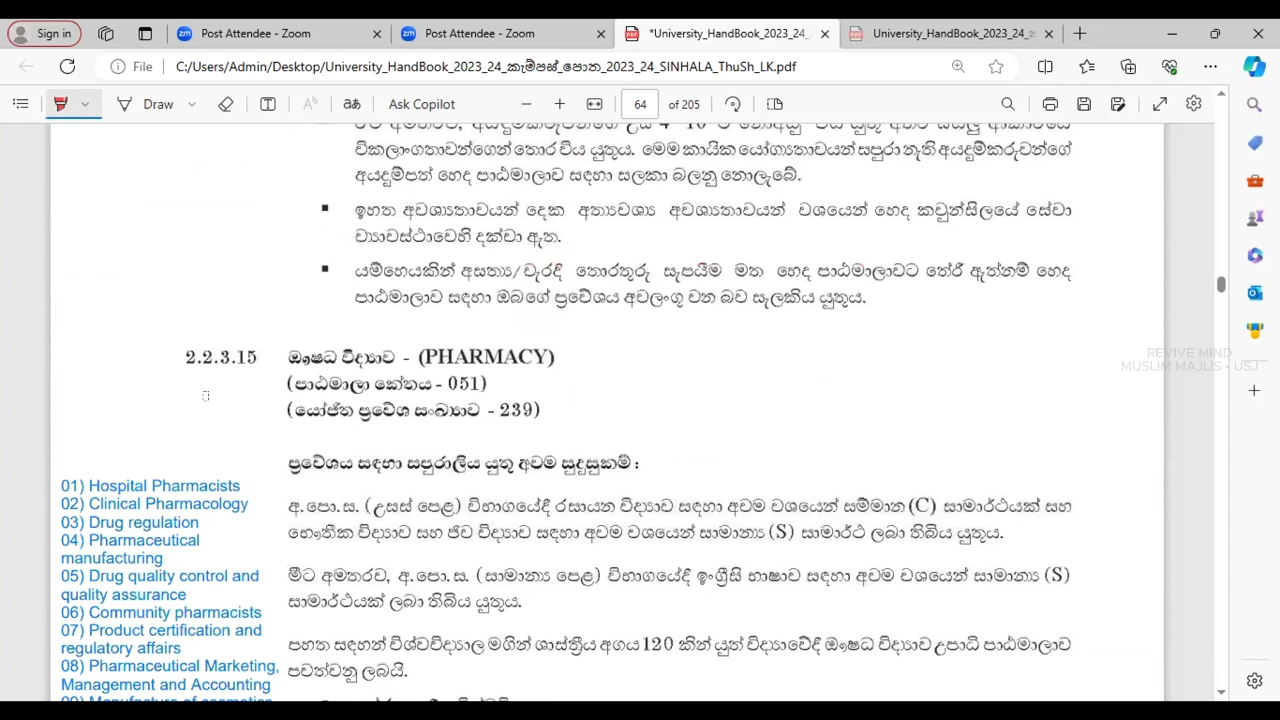 Sign in
Post Attendee - Zoom
Post Attendee - Zoom
*University_HandBook_2023_24_
University_HandBook_2023_24_
File
C:/Users/Admin/Desktop/University_HandBook_2023_24_කැම්පස්_පොත_2023_24_SINHALA_ThuSh_LK.pdf
Draw
Ask Copilot
64
of 205
විකලාංගතාවන්ගෙන් තොර විය යුතුය. මෙම කායික යෝග්‍යතාවයන් සපුරා නැති අයදුම්කරුවන්ගේ
අයදුම්පත් හෙද පාඨමාලාව සඳහා සලකා බලනු නොලැබේ.
▪ ඉහත අවශ්‍යතාවයන් දෙක අත්‍යවශ්‍ය අවශ්‍යතාවයන් වශයෙන් හෙද කවුන්සිලයේ සේවා
ව්‍යාවස්ථාවෙහි දක්වා ඇත.
▪ යම්හෙයකින් අසත්‍ය/වැරදි තොරතුරු සැපයීම මත හෙද පාඨමාලාවට තේරී ඇත්නම් හෙද
පාඨමාලාව සඳහා ඔබගේ ප්‍රවේශය අවලංගු වන බව සැලකිය යුතුය.
2.2.3.15 ඖෂධ විද්‍යාව - (PHARMACY)
(පාඨමාලා කේතය - 051)
(යෝජිත ප්‍රවේශ සංඛ්‍යාව - 239)
REVIVE MIND
MUSLIM MAJLIS - USJ
ප්‍රවේශය සඳහා සපුරාලිය යුතු අවම සුදුසුකම් :
අ.පො.ස. (උසස් පෙළ) විභාගයේදී රසායන විද්‍යාව සඳහා අවම වශයෙන් සම්මාන (C) සාමාර්ථයක් සහ
භෞතික විද්‍යාව සහ ජීව විද්‍යාව සඳහා අවම වශයෙන් සාමාන්‍ය (S) සාමාර්ථ ලබා තිබිය යුතුය.
මීට අමතරව, අ.පො.ස. (සාමාන්‍ය පෙළ) විභාගයේදී ඉංග්‍රීසි භාෂාව සඳහා අවම වශයෙන් සාමාන්‍ය (S)
සාමාර්ථයක් ලබා තිබිය යුතුය.
පහත සඳහන් විශ්වවිද්‍යාල මගින් ශාස්ත්‍රීය අගය 120 කින් යුත් විද්‍යාවේදී ඖෂධ විද්‍යාව උපාධි පාඨමාලාව
පවත්වනු ලබයි.
01) Hospital Pharmacists
02) Clinical Pharmacology
03) Drug regulation
04) Pharmaceutical
manufacturing
05) Drug quality control and
quality assurance
06) Community pharmacists
07) Product certification and
regulatory affairs
08) Pharmaceutical Marketing,
Management and Accounting
09) Manufacture of cosmetics